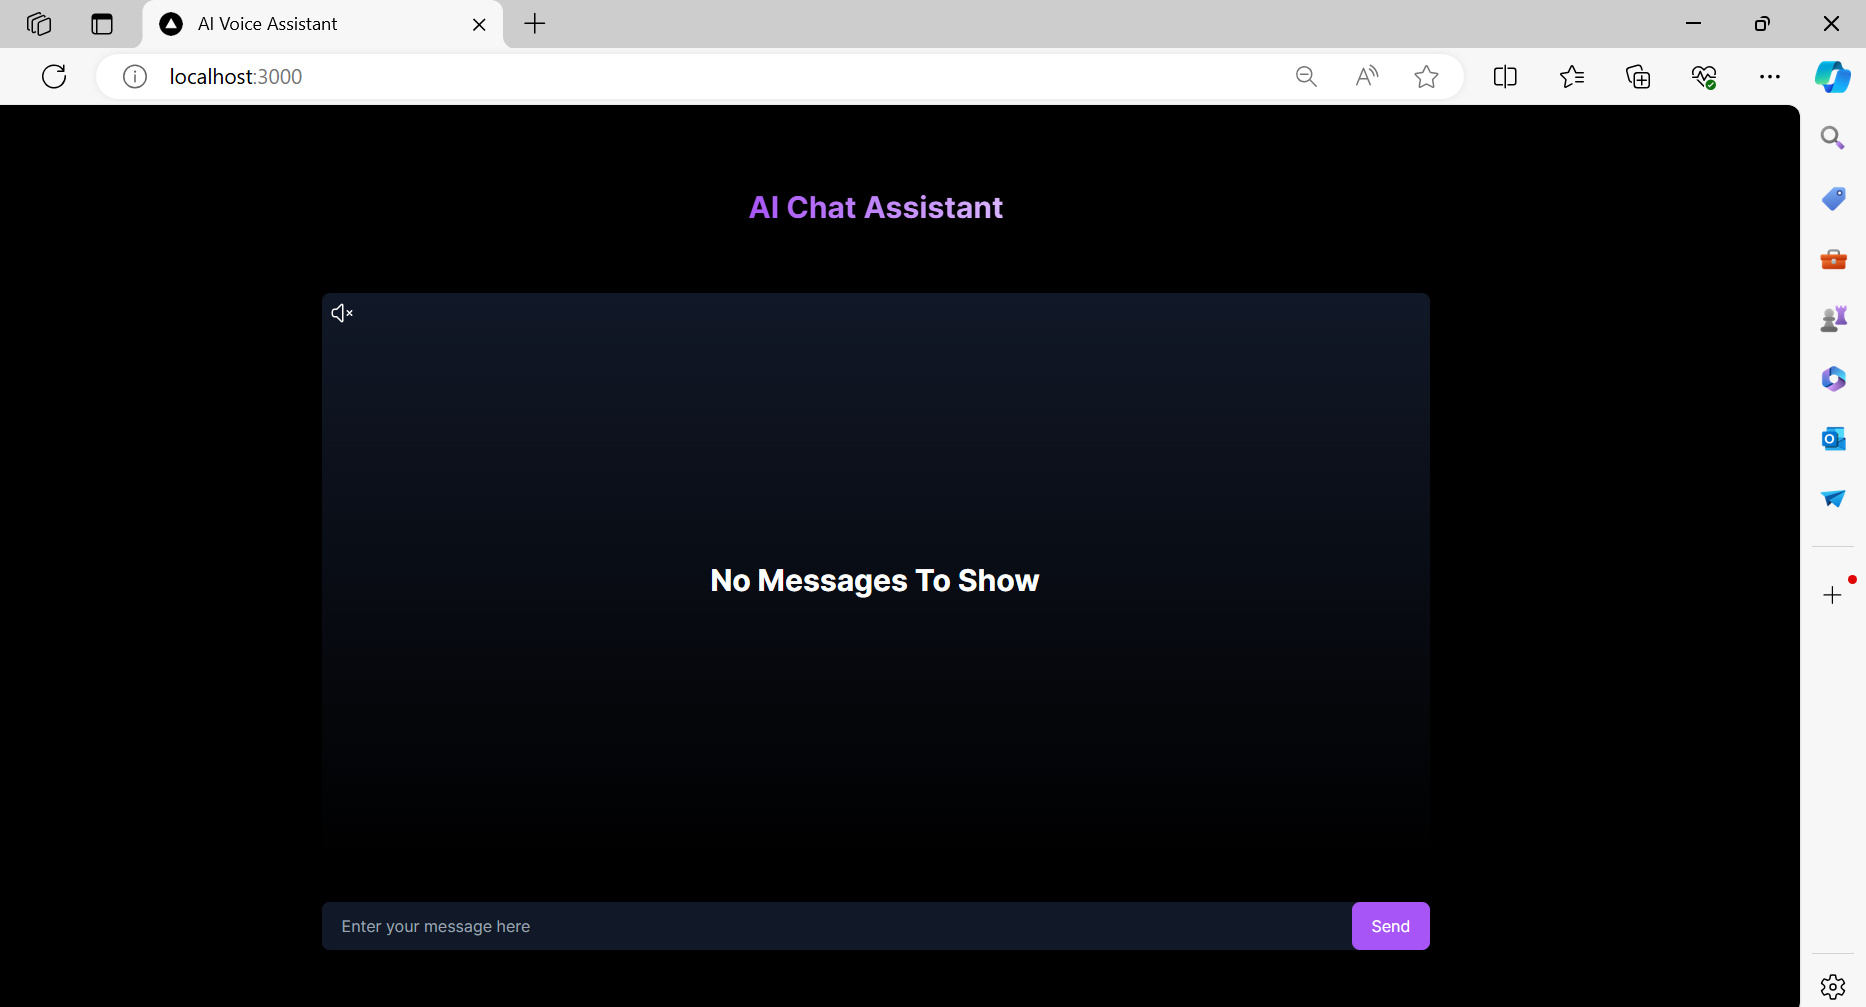 AI Voice Assistant
localhost:3000
AI Chat Assistant
No Messages To Show
Enter your message here
Send